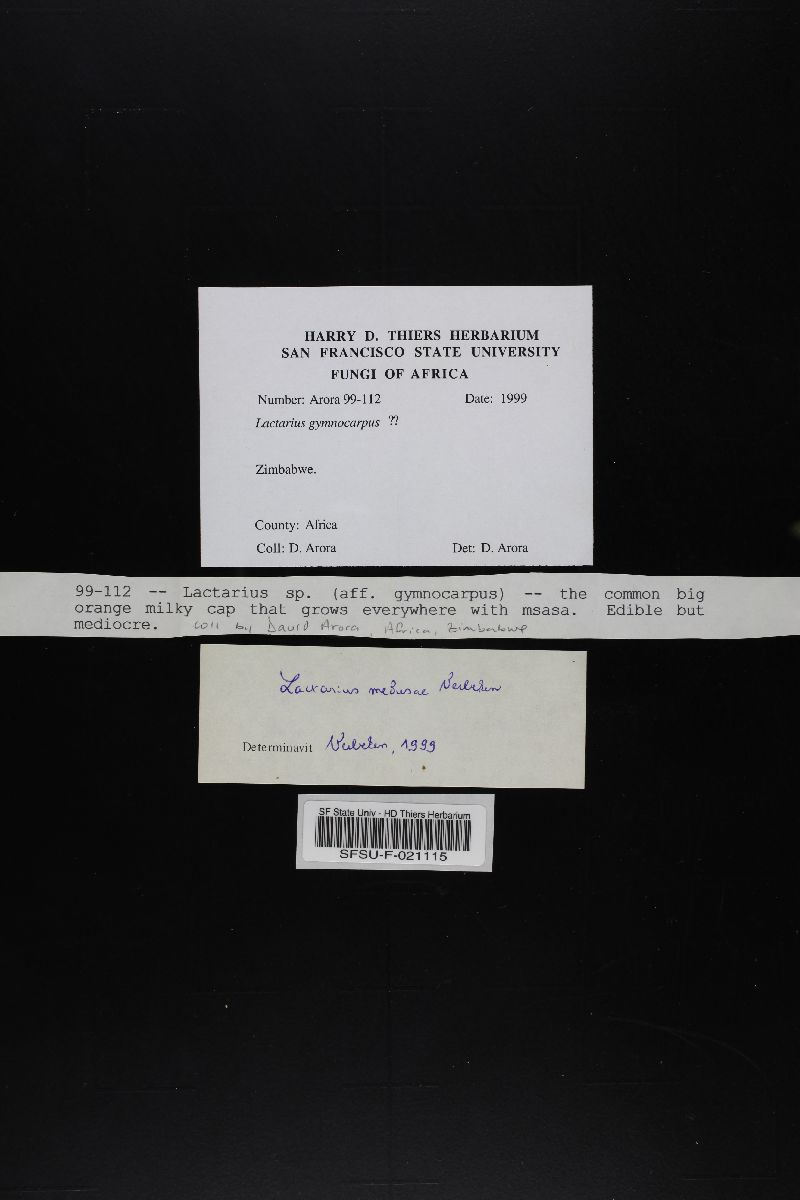 HARRY D. THIERS HERBARIUM
SAN FRANCISCO STATE UNIVERSITY
FUNGI OF AFRICA
Number: Arora 99-112 Date: 1999
Lactarius gymnocarpus ??
Zimbabwe.
County: Africa
Coll: D. Arora Det: D. Arora
99-112 -- Lactarius sp. (aff. gymnocarpus) -- the common big
orange milky cap that grows everywhere with msasa. Edible but
mediocre. coll by David Arora, Africa, Zimbabwe
Lactarius medusae Verbeken
Determinavit Verbeken, 1999
SF State Univ - HD Thiers Herbarium
SFSU-F-021115